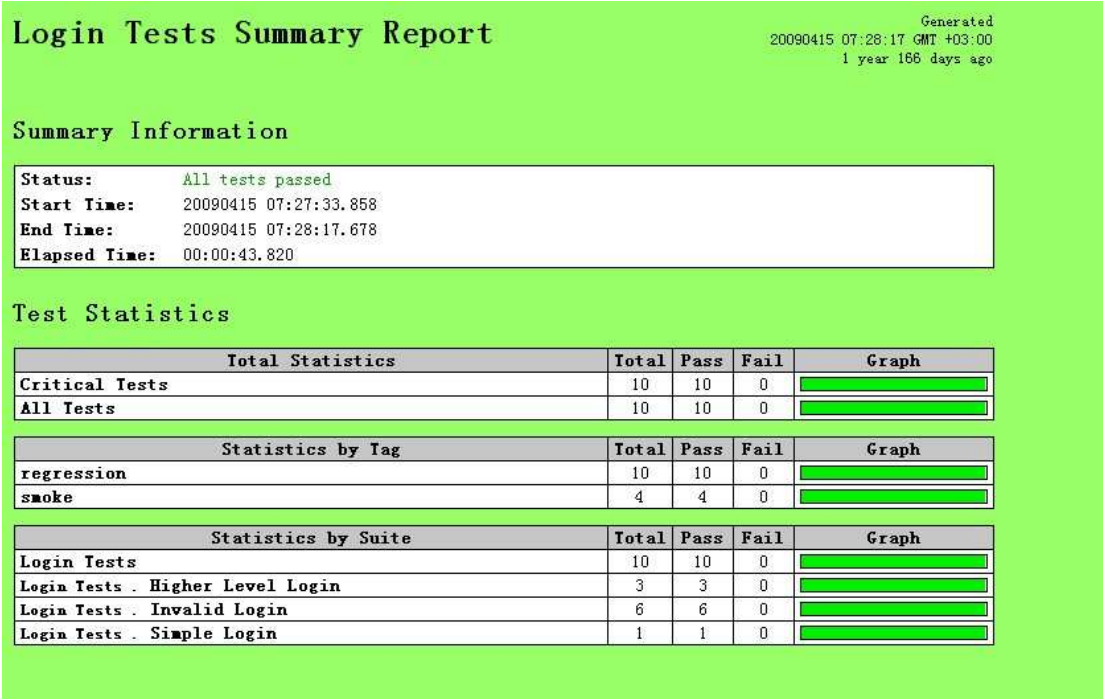 Login Tests Summary Report
Generated
20090415 07:28:17 GMT +03:00
1 year 166 days ago
Summary Information
Status: All tests passed
Start Time: 20090415 07:27:33.858
End Time: 20090415 07:28:17.678
Elapsed Time: 00:00:43.820
Test Statistics
Total Statistics Total Pass Fail Graph
Critical Tests 10 10 0
All Tests 10 10 0
Statistics by Tag Total Pass Fail Graph
regression 10 10 0
smoke 4 4 0
Statistics by Suite Total Pass Fail Graph
Login Tests 10 10 0
Login Tests . Higher Level Login 3 3 0
Login Tests . Invalid Login 6 6 0
Login Tests . Simple Login 1 1 0